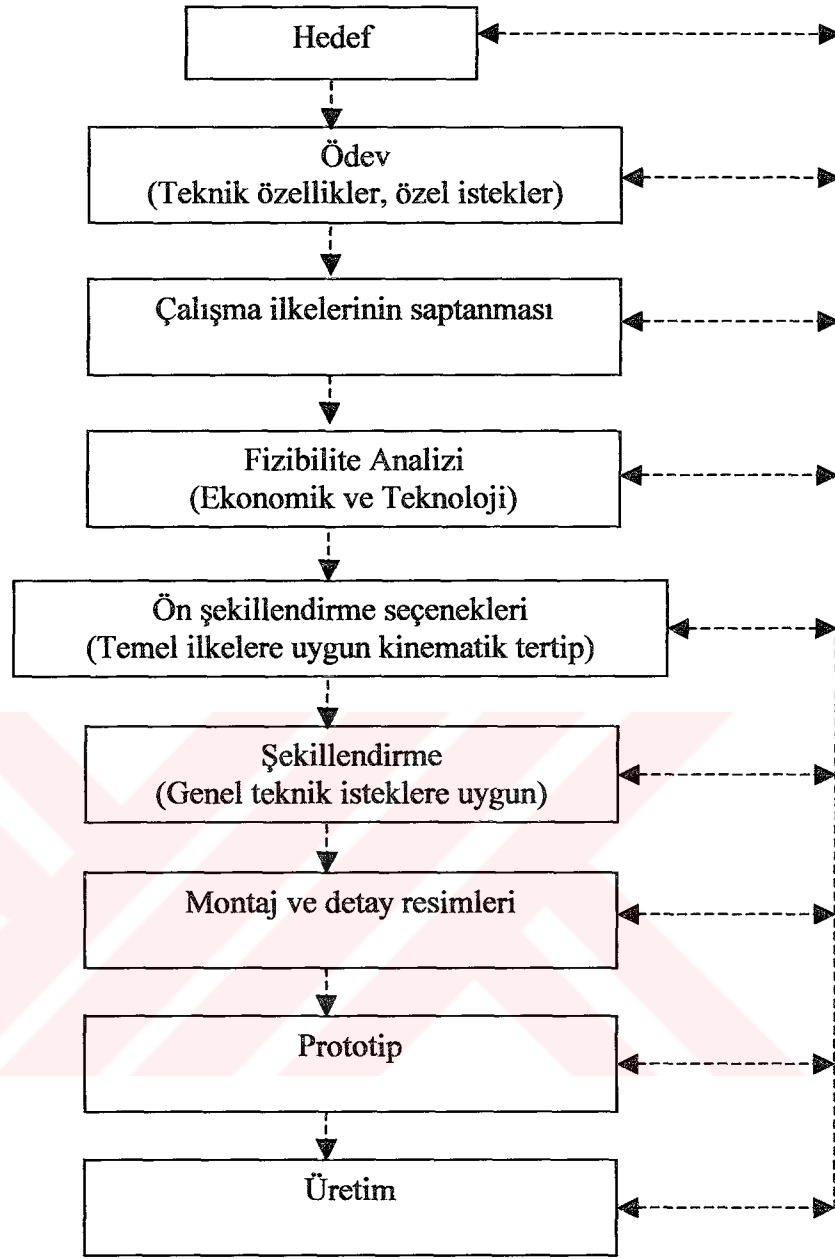 Hedef
Ödev
(Teknik özellikler, özel istekler)
Çalışma ilkelerinin saptanması
Fizibilite Analizi
(Ekonomik ve Teknoloji)
Ön şekillendirme seçenekleri
(Temel ilkelere uygun kinematik tertip)
Şekillendirme
(Genel teknik isteklere uygun)
Montaj ve detay resimleri
Prototip
Üretim